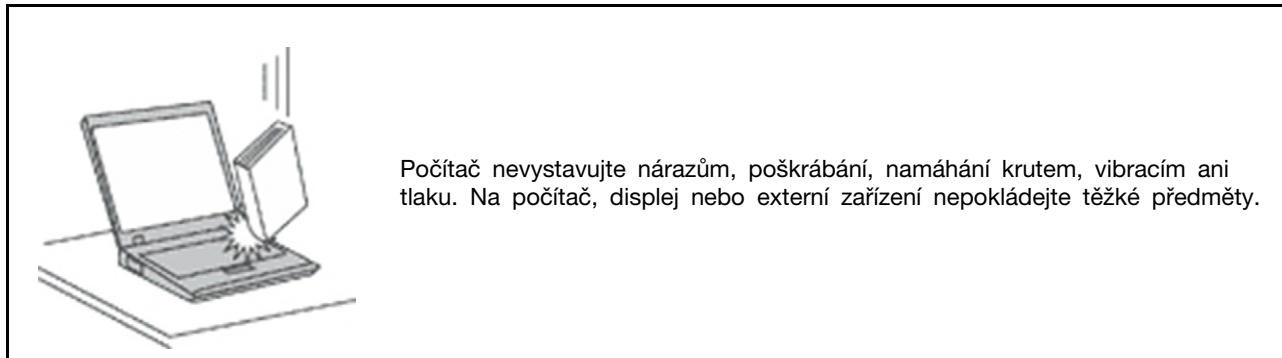 Počítač nevystavujte nárazům, poškrábání, namáhání krutem, vibracím ani
tlaku. Na počítač, displej nebo externí zařízení nepokládejte těžké předměty.